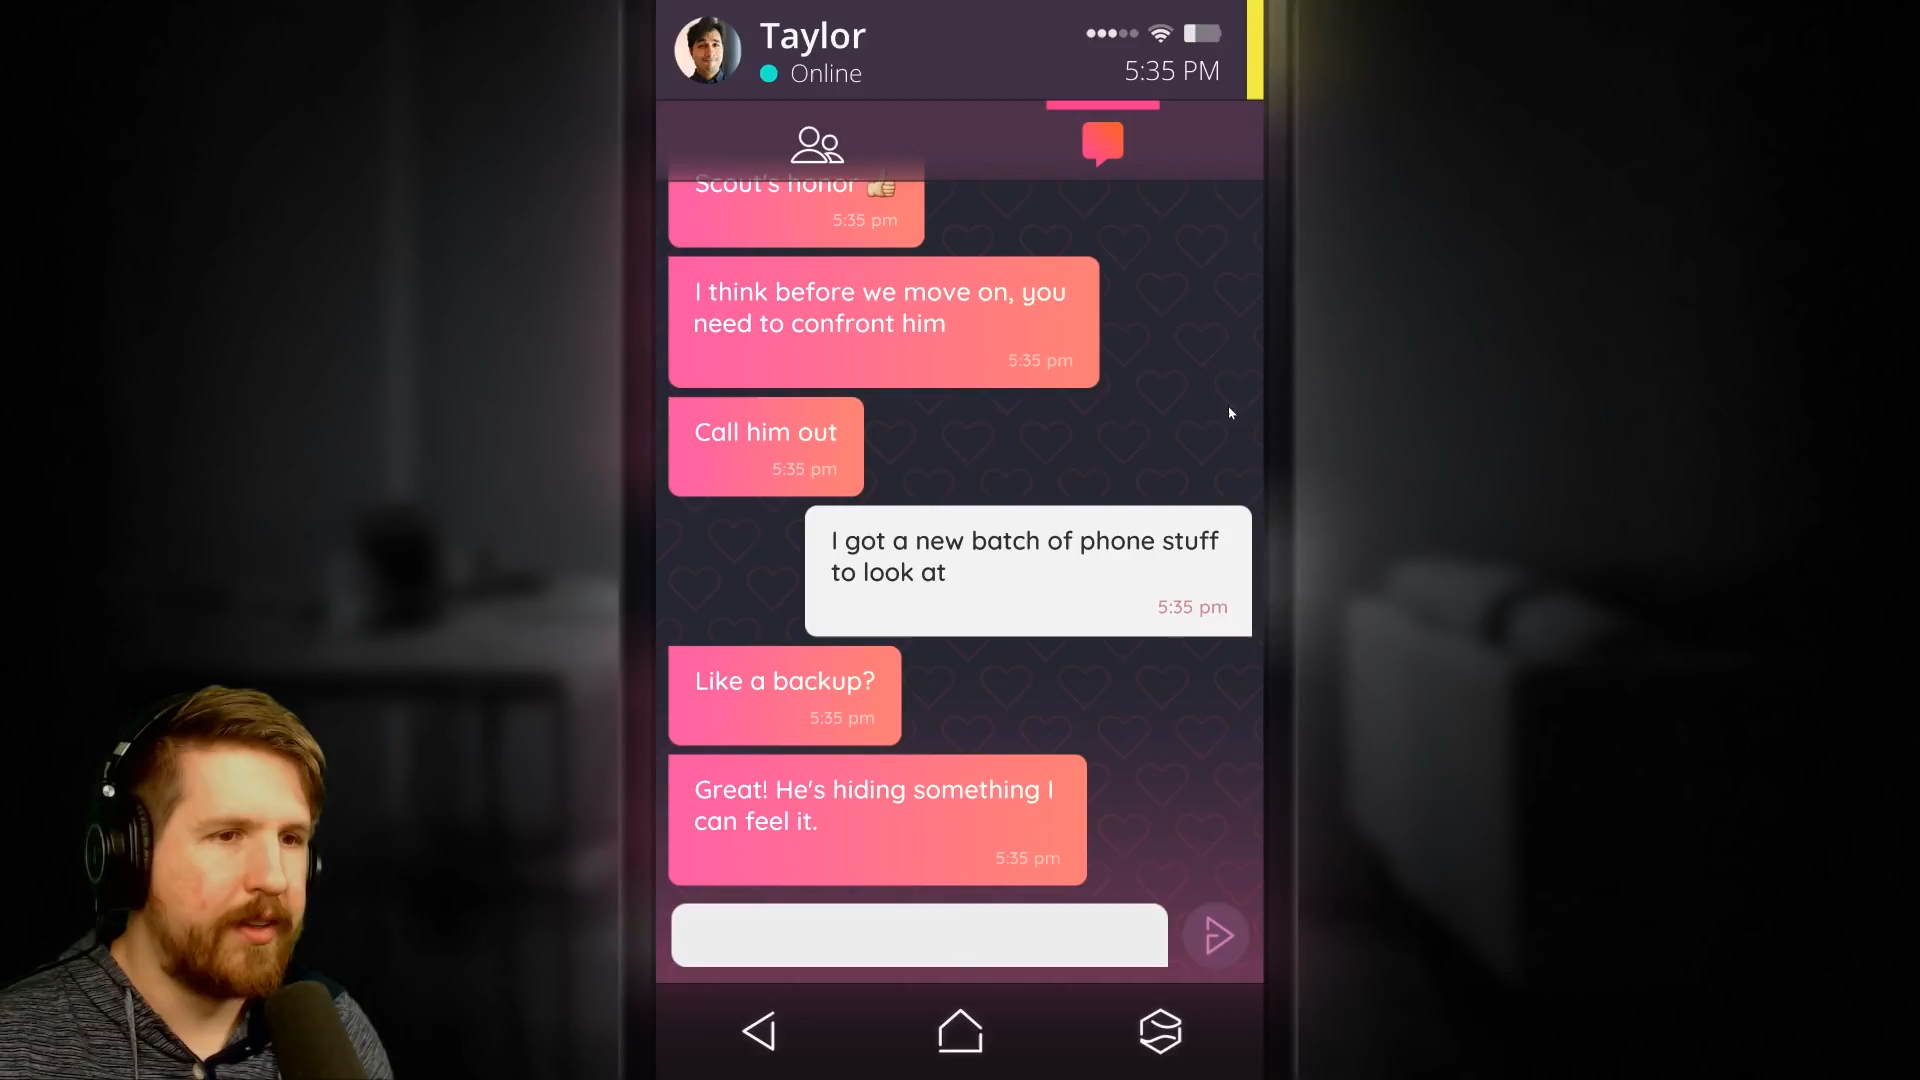 Taylor
Online
5:35 PM
Scout's honor 👍
5:35 pm
I think before we move on, you
need to confront him
5:35 pm
Call him out
5:35 pm
I got a new batch of phone stuff
to look at
5:35 pm
Like a backup?
5:35 pm
Great! He's hiding something I
can feel it.
5:35 pm